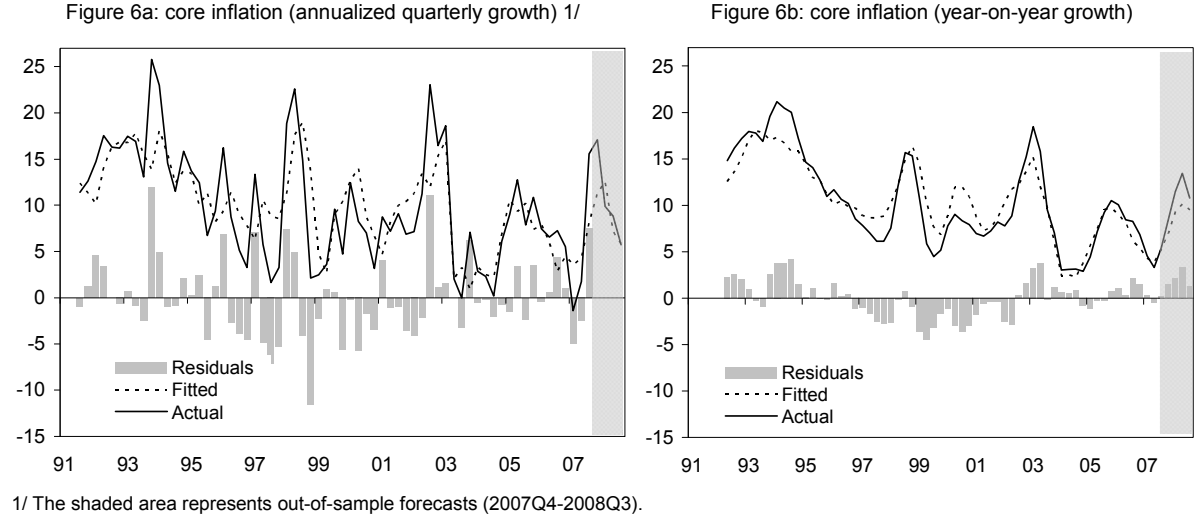 Figure 6a: core inflation (annualized quarterly growth) 1/
25
20
15
10
5
0
-5
-10
-15
Residuals
Fitted
Actual
91 93 95 97 99 01 03 05 07
Figure 6b: core inflation (year-on-year growth)
25
20
15
10
5
0
-5
-10
-15
Residuals
Fitted
Actual
91 93 95 97 99 01 03 05 07
1/ The shaded area represents out-of-sample forecasts (2007Q4-2008Q3).